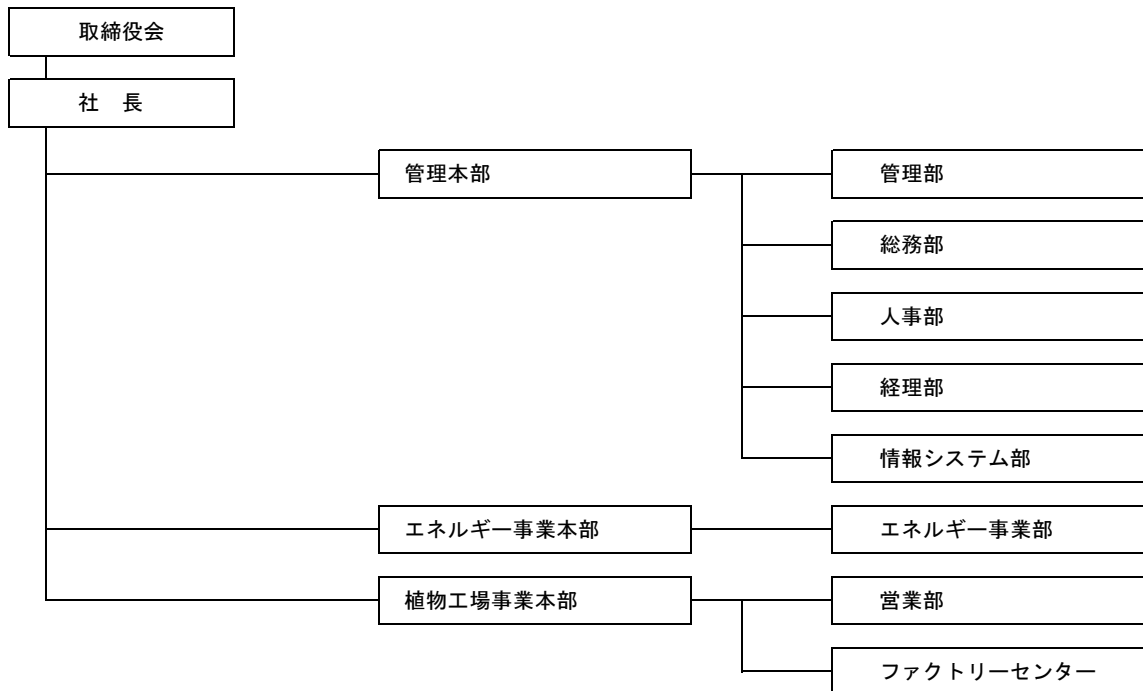 取締役会
社　長
管理本部
管理部
総務部
人事部
経理部
情報システム部
エネルギー事業本部
エネルギー事業部
植物工場事業本部
営業部
ファクトリーセンター